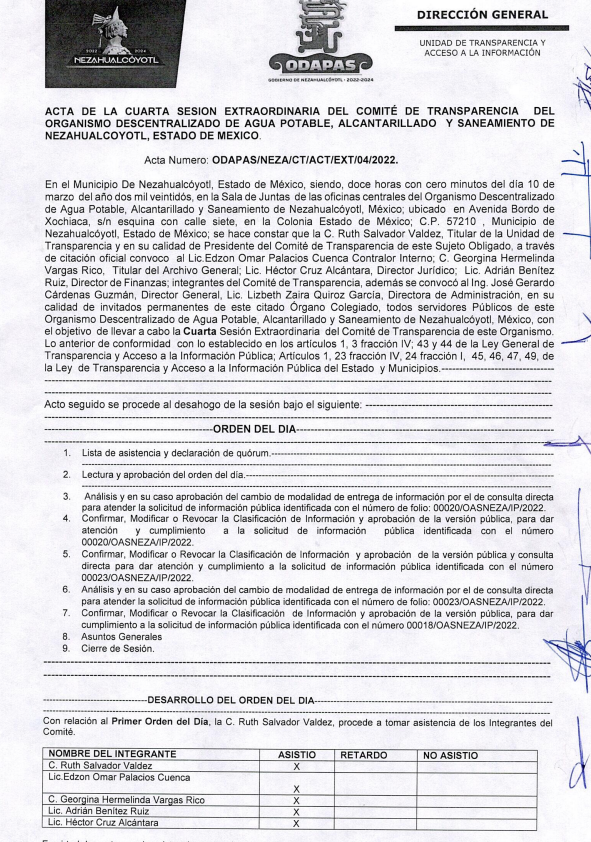 DIRECCIÓN GENERAL
UNIDAD DE TRANSPARENCIA Y
ACCESO A LA INFORMACIÓN
2022 2024
NEZAHUALCÓYOTL
ODAPAS
GOBIERNO DE NEZAHUALCÓYOTL - 2022-2024
ACTA DE LA CUARTA SESION EXTRAORDINARIA DEL COMITÉ DE TRANSPARENCIA DEL
ORGANISMO DESCENTRALIZADO DE AGUA POTABLE, ALCANTARILLADO Y SANEAMIENTO DE
NEZAHUALCOYOTL, ESTADO DE MEXICO.
Acta Numero: ODAPAS/NEZA/CT/ACT/EXT/04/2022.
En el Municipio De Nezahualcóyotl, Estado de México, siendo, doce horas con cero minutos del día 10 de
marzo del año dos mil veintidós, en la Sala de Juntas de las oficinas centrales del Organismo Descentralizado
de Agua Potable, Alcantarillado y Saneamiento de Nezahualcóyotl, México; ubicado en Avenida Bordo de
Xochiaca, s/n esquina con calle siete, en la Colonia Estado de México; C.P. 57210 , Municipio de
Nezahualcóyotl, Estado de México; se hace constar que la C. Ruth Salvador Valdez, Titular de la Unidad de
Transparencia y en su calidad de Presidente del Comité de Transparencia de este Sujeto Obligado, a través
de citación oficial convoco al Lic.Edzon Omar Palacios Cuenca Contralor Interno; C. Georgina Hermelinda
Vargas Rico, Titular del Archivo General; Lic. Héctor Cruz Alcántara, Director Jurídico; Lic. Adrián Benítez
Ruiz, Director de Finanzas; integrantes del Comité de Transparencia, además se convocó al Ing. José Gerardo
Cárdenas Guzmán, Director General, Lic. Lizbeth Zaira Quiroz García, Directora de Administración, en su
calidad de invitados permanentes de este citado Órgano Colegiado, todos servidores Públicos de este
Organismo Descentralizado de Agua Potable, Alcantarillado y Saneamiento de Nezahualcóyotl, México, con
el objetivo de llevar a cabo la Cuarta Sesión Extraordinaria del Comité de Transparencia de este Organismo.
Lo anterior de conformidad con lo establecido en los artículos 1, 3 fracción IV; 43 y 44 de la Ley General de
Transparencia y Acceso a la Información Pública; Artículos 1, 23 fracción IV, 24 fracción I, 45, 46, 47, 49, de
la Ley de Transparencia y Acceso a la Información Pública del Estado y Municipios.-------------------------------
Acto seguido se procede al desahogo de la sesión bajo el siguiente: --------------------------------------------------
-----------------------------------------------ORDEN DEL DIA-----------------------------------------------
1. Lista de asistencia y declaración de quórum.----------------------------------------
2. Lectura y aprobación del orden del día.----------------------------------------
3. Análisis y en su caso aprobación del cambio de modalidad de entrega de información por el de consulta directa
para atender la solicitud de información pública identificada con el número de folio: 00020/OASNEZA/IP/2022.
4. Confirmar, Modificar o Revocar la Clasificación de Información y aprobación de la versión pública, para dar
atención y cumplimiento a la solicitud de información pública identificada con el número
00020/OASNEZA/IP/2022.
5. Confirmar, Modificar o Revocar la Clasificación de Información y aprobación de la versión pública y consulta
directa para dar atención y cumplimiento a la solicitud de información pública identificada con el número
00023/OASNEZA/IP/2022.
6. Análisis y en su caso aprobación del cambio de modalidad de entrega de información por el de consulta directa
para atender la solicitud de información pública identificada con el número de folio: 00023/OASNEZA/IP/2022.
7. Confirmar, Modificar o Revocar la Clasificación de Información y aprobación de la versión pública, para dar
cumplimiento a la solicitud de información pública identificada con el número 00018/OASNEZA/IP/2022.
8. Asuntos Generales
9. Cierre de Sesión.
-----------------------------DESARROLLO DEL ORDEN DEL DIA-----------------------------
Con relación al Primer Orden del Día, la C. Ruth Salvador Valdez, procede a tomar asistencia de los Integrantes del
Comité.
NOMBRE DEL INTEGRANTE ASISTIO RETARDO NO ASISTIO
C. Ruth Salvador Valdez X
Lic.Edzon Omar Palacios Cuenca
X
C. Georgina Hermelinda Vargas Rico X
Lic. Adrián Benítez Ruiz X
Lic. Héctor Cruz Alcántara X